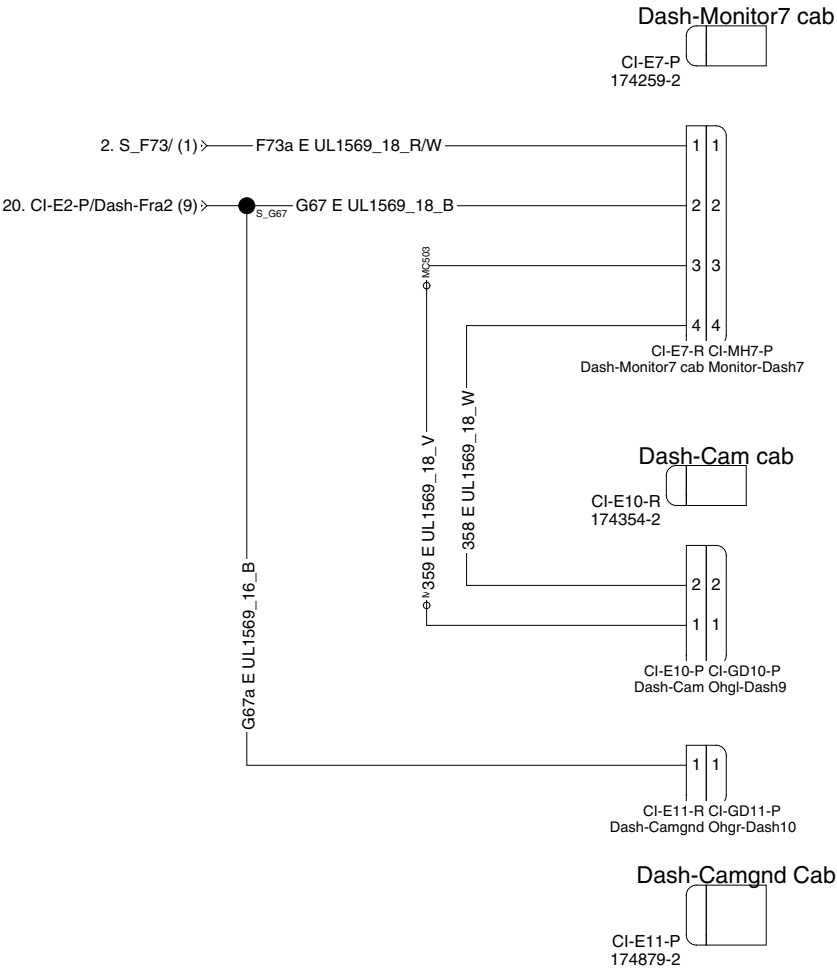 Dash-Monitor7 cab
CI-E7-P
174259-2
2. S_F73/ (1)
F73a E UL1569_18_R/W
1 1
20. CI-E2-P/Dash-Fra2 (9)
S_G67
G67 E UL1569_18_B
2 2
MC503
3 3
4 4
CI-E7-R CI-MH7-P
Dash-Monitor7 cab Monitor-Dash7
359 E UL1569_18_V
358 E UL1569_18_W
Dash-Cam cab
CI-E10-R
174354-2
2 2
1 1
CI-E10-P CI-GD10-P
Dash-Cam Ohgl-Dash9
G67a E UL1569_16_B
1 1
CI-E11-R CI-GD11-P
Dash-Camgnd Ohgr-Dash10
Dash-Camgnd Cab
CI-E11-P
174879-2